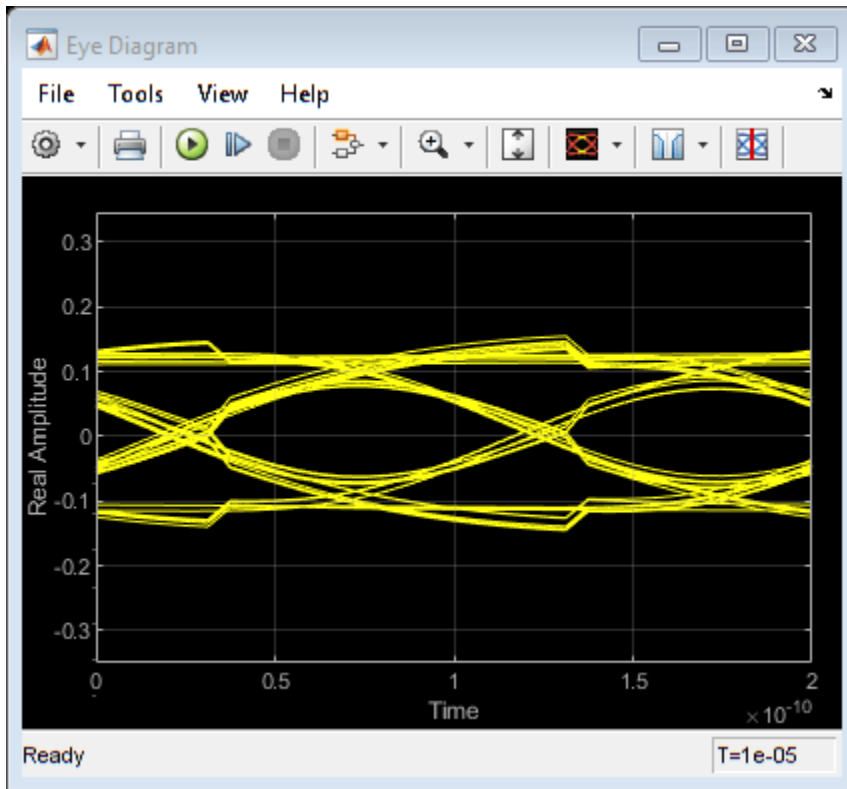 Eye Diagram
File Tools View Help
0.3
0.2
0.1
0
-0.1
-0.2
-0.3
Real Amplitude
0 0.5 1 1.5 2
Time
×10-10
Ready T=1e-05